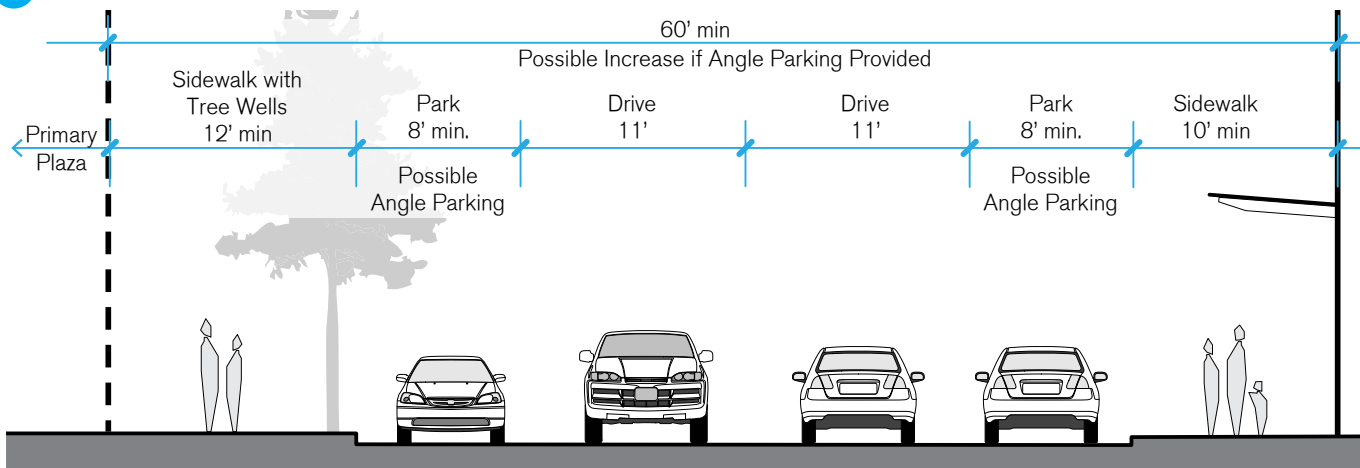 60' min
Possible Increase if Angle Parking Provided
Sidewalk with
Tree Wells
12' min
Park
8' min.
Drive
11'
Drive
11'
Park
8' min.
Sidewalk
10' min
Primary
Plaza
Possible
Angle Parking
Possible
Angle Parking